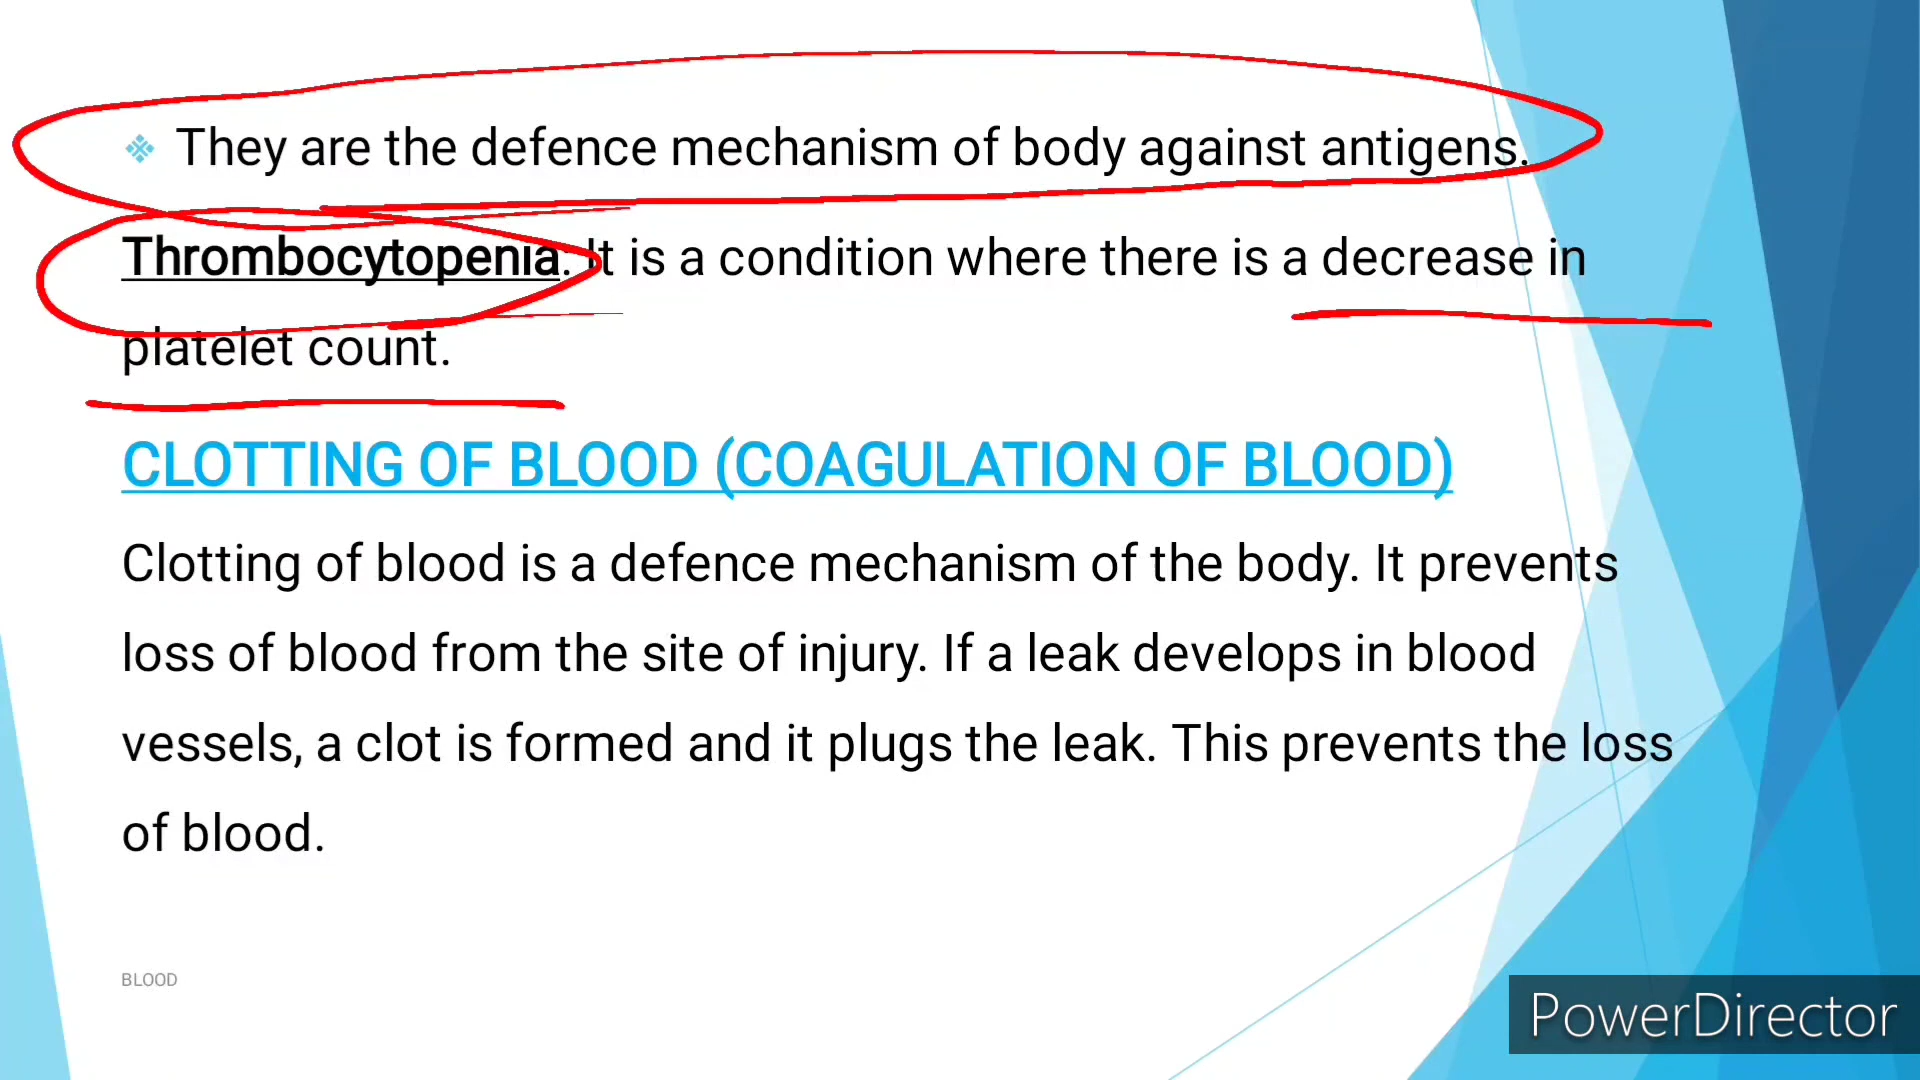 They are the defence mechanism of body against antigens.
Thrombocytopenia: It is a condition where there is a decrease in
platelet count.
CLOTTING OF BLOOD (COAGULATION OF BLOOD)
Clotting of blood is a defence mechanism of the body. It prevents
loss of blood from the site of injury. If a leak develops in blood
vessels, a clot is formed and it plugs the leak. This prevents the loss
of blood.
BLOOD
PowerDirector